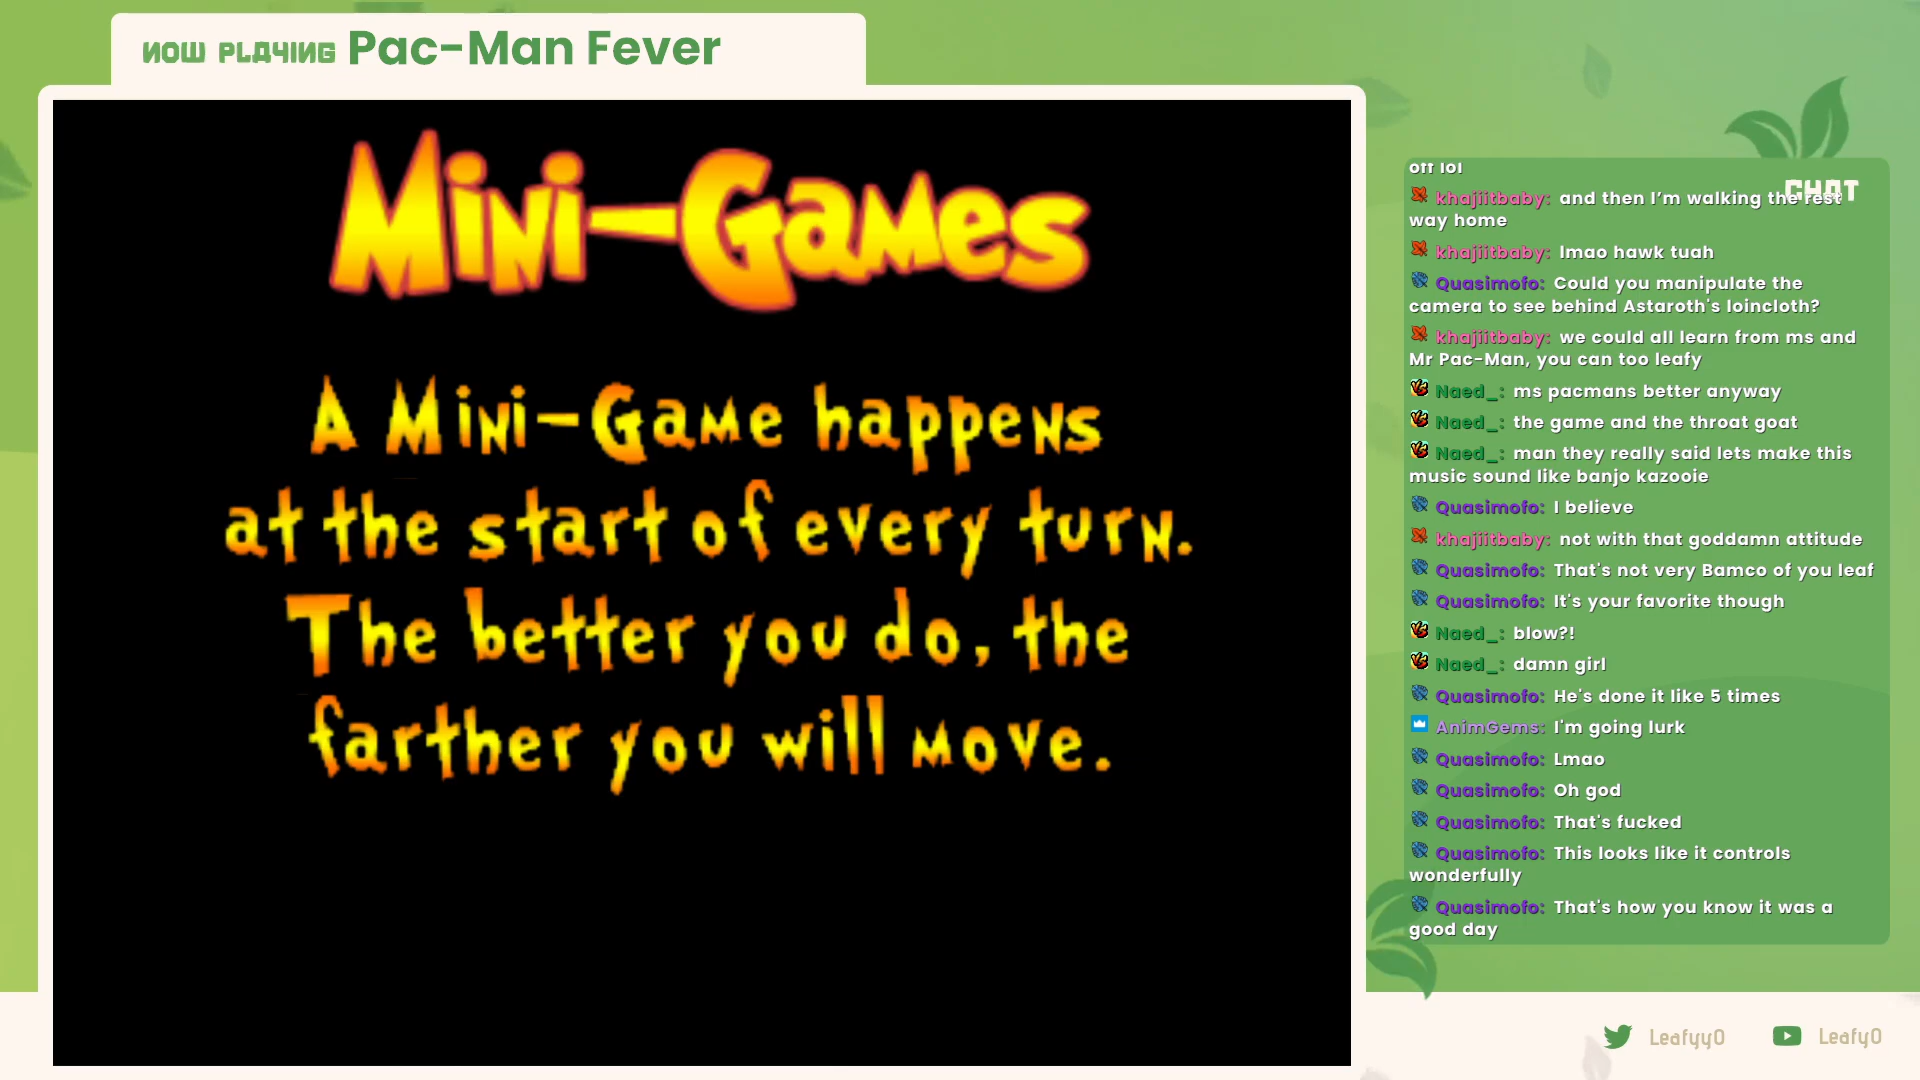 NOW PLAYING Pac-Man Fever
Mini-Games
A Mini-Game happens
at the start of every turn.
The better you do, the
farther you will move.
CHAT
off lol
khajiitbaby: and then I'm walking the rest
way home
khajiitbaby: lmao hawk tuah
Quasimofo: Could you manipulate the
camera to see behind Astaroth's loincloth?
khajiitbaby: we could all learn from ms and
Mr Pac-Man, you can too leafy
Naed_: ms pacmans better anyway
Naed_: the game and the throat goat
Naed_: man they really said lets make this
music sound like banjo kazooie
Quasimofo: I believe
khajiitbaby: not with that goddamn attitude
Quasimofo: That's not very Bamco of you leaf
Quasimofo: It's your favorite though
Naed_: blow?!
Naed_: damn girl
Quasimofo: He's done it like 5 times
AnimGems: I'm going lurk
Quasimofo: Lmao
Quasimofo: Oh god
Quasimofo: That's fucked
Quasimofo: This looks like it controls
wonderfully
Quasimofo: That's how you know it was a
good day
Leafyy0
Leafy0